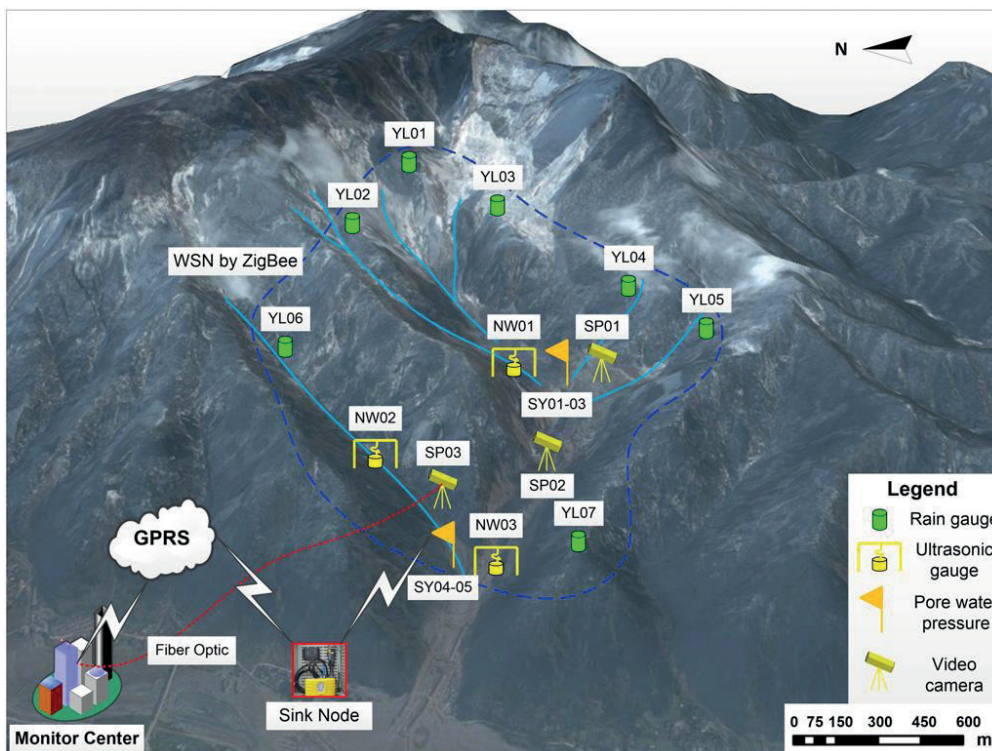 N
YL01
YL03
YL02
WSN by ZigBee
YL04
YL05
YL06
NW01
SP01
SY01-03
NW02
SP03
SP02
YL07
NW03
SY04-05
GPRS
Fiber Optic
Sink Node
Monitor Center
Legend
Rain gauge
Ultrasonic
gauge
Pore water
pressure
Video
camera
0 75 150 300 450 600
m